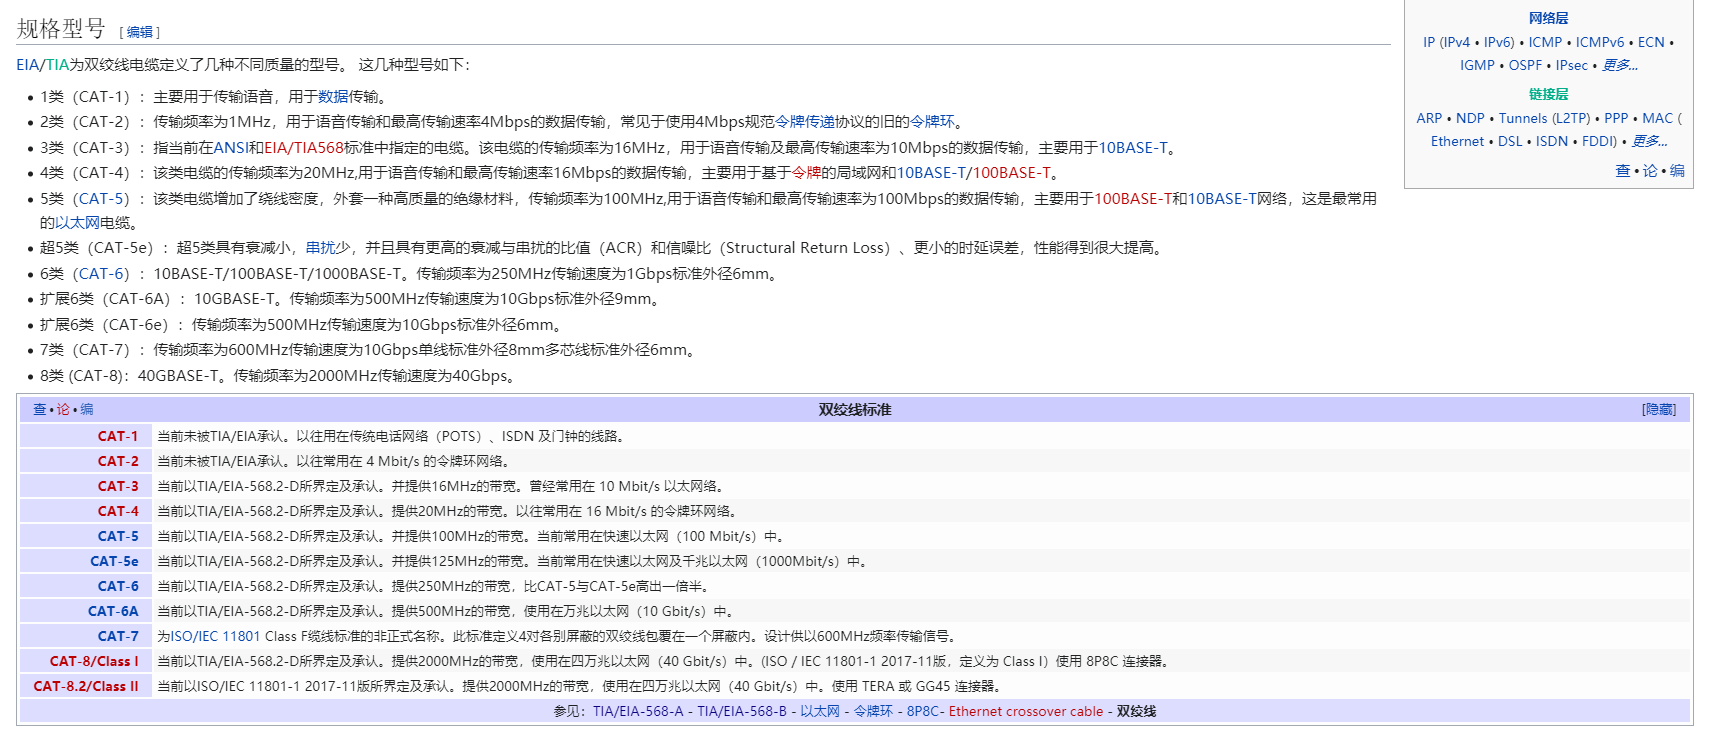 规格型号 [编辑]
EIA/TIA为双绞线电缆定义了几种不同质量的型号。 这几种型号如下：
• 1类（CAT-1）：主要用于传输语音，用于数据传输。
• 2类（CAT-2）：传输频率为1MHz，用于语音传输和最高传输速率4Mbps的数据传输，常见于使用4Mbps规范令牌传递协议的旧的令牌环。
• 3类（CAT-3）：指当前在ANSI和EIA/TIA568标准中指定的电缆。该电缆的传输频率为16MHz，用于语音传输及最高传输速率为10Mbps的数据传输，主要用于10BASE-T。
• 4类（CAT-4）：该类电缆的传输频率为20MHz,用于语音传输和最高传输速率16Mbps的数据传输，主要用于基于令牌的局域网和10BASE-T/100BASE-T。
• 5类（CAT-5）：该类电缆增加了绕线密度，外套一种高质量的绝缘材料，传输频率为100MHz,用于语音传输和最高传输速率为100Mbps的数据传输，主要用于100BASE-T和10BASE-T网络，这是最常用
的以太网电缆。
• 超5类（CAT-5e）：超5类具有衰减小，串扰少，并且具有更高的衰减与串扰的比值（ACR）和信噪比（Structural Return Loss）、更小的时延误差，性能得到很大提高。
• 6类（CAT-6）：10BASE-T/100BASE-T/1000BASE-T。传输频率为250MHz传输速度为1Gbps标准外径6mm。
• 扩展6类（CAT-6A）：10GBASE-T。传输频率为500MHz传输速度为10Gbps标准外径9mm。
• 扩展6类（CAT-6e）：传输频率为500MHz传输速度为10Gbps标准外径6mm。
• 7类（CAT-7）：传输频率为600MHz传输速度为10Gbps单线标准外径8mm多芯线标准外径6mm。
• 8类 (CAT-8)：40GBASE-T。传输频率为2000MHz传输速度为40Gbps。
网络层
IP (IPv4 • IPv6) • ICMP • ICMPv6 • ECN •
IGMP • OSPF • IPsec • 更多...
链接层
ARP • NDP • Tunnels (L2TP) • PPP • MAC (
Ethernet • DSL • ISDN • FDDI) • 更多...
查 • 论 • 编
查 • 论 • 编 双绞线标准 [隐藏]
CAT-1 当前未被TIA/EIA承认。以往用在传统电话网络（POTS）、ISDN 及门钟的线路。
CAT-2 当前未被TIA/EIA承认。以往常用在 4 Mbit/s 的令牌环网络。
CAT-3 当前以TIA/EIA-568.2-D所界定及承认。并提供16MHz的带宽。曾经常用在 10 Mbit/s 以太网络。
CAT-4 当前以TIA/EIA-568.2-D所界定及承认。提供20MHz的带宽。以往常用在 16 Mbit/s 的令牌环网络。
CAT-5 当前以TIA/EIA-568.2-D所界定及承认。并提供100MHz的带宽。当前常用在快速以太网（100 Mbit/s）中。
CAT-5e 当前以TIA/EIA-568.2-D所界定及承认。并提供125MHz的带宽。当前常用在快速以太网及千兆以太网（1000Mbit/s）中。
CAT-6 当前以TIA/EIA-568.2-D所界定及承认。提供250MHz的带宽，比CAT-5与CAT-5e高出一倍半。
CAT-6A 当前以TIA/EIA-568.2-D所界定及承认。提供500MHz的带宽，使用在万兆以太网（10 Gbit/s）中。
CAT-7 为ISO/IEC 11801 Class F缆线标准的非正式名称。此标准定义4对各别屏蔽的双绞线包覆在一个屏蔽内。设计供以600MHz频率传输信号。
CAT-8/Class I 当前以TIA/EIA-568.2-D所界定及承认。提供2000MHz的带宽，使用在四万兆以太网（40 Gbit/s）中。(ISO / IEC 11801-1 2017-11版，定义为 Class I）使用 8P8C 连接器。
CAT-8.2/Class II 当前以ISO/IEC 11801-1 2017-11版所界定及承认。提供2000MHz的带宽，使用在四万兆以太网（40 Gbit/s）中。使用 TERA 或 GG45 连接器。
参见：TIA/EIA-568-A - TIA/EIA-568-B - 以太网 - 令牌环 - 8P8C- Ethernet crossover cable - 双绞线